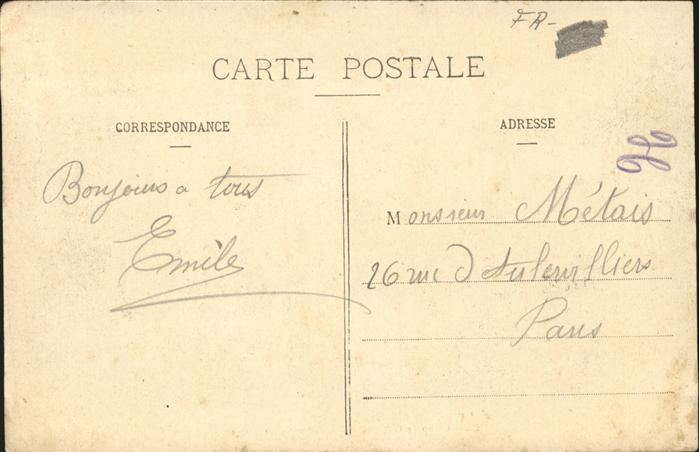 FR-
CARTE POSTALE
CORRESPONDANCE
Bonjours a tous
Emile
ADRESSE
Monsieur Métais
26 rue d'Aubervilliers
Paris